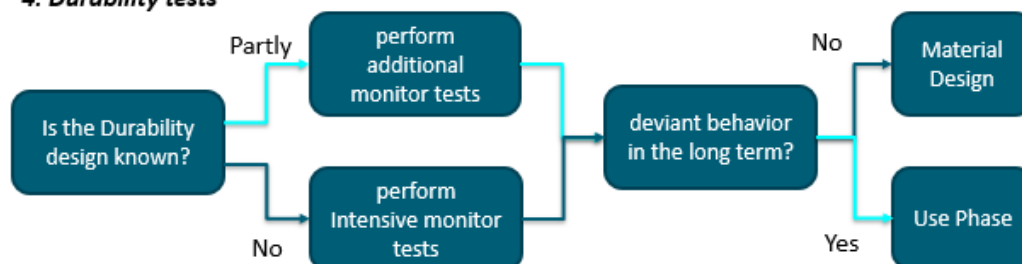 4. Durability tests
Partly
perform
additional
monitor tests
No
Material
Design
Is the Durability
design known?
deviant behavior
in the long term?
perform
Intensive monitor
tests
No
Yes
Use Phase